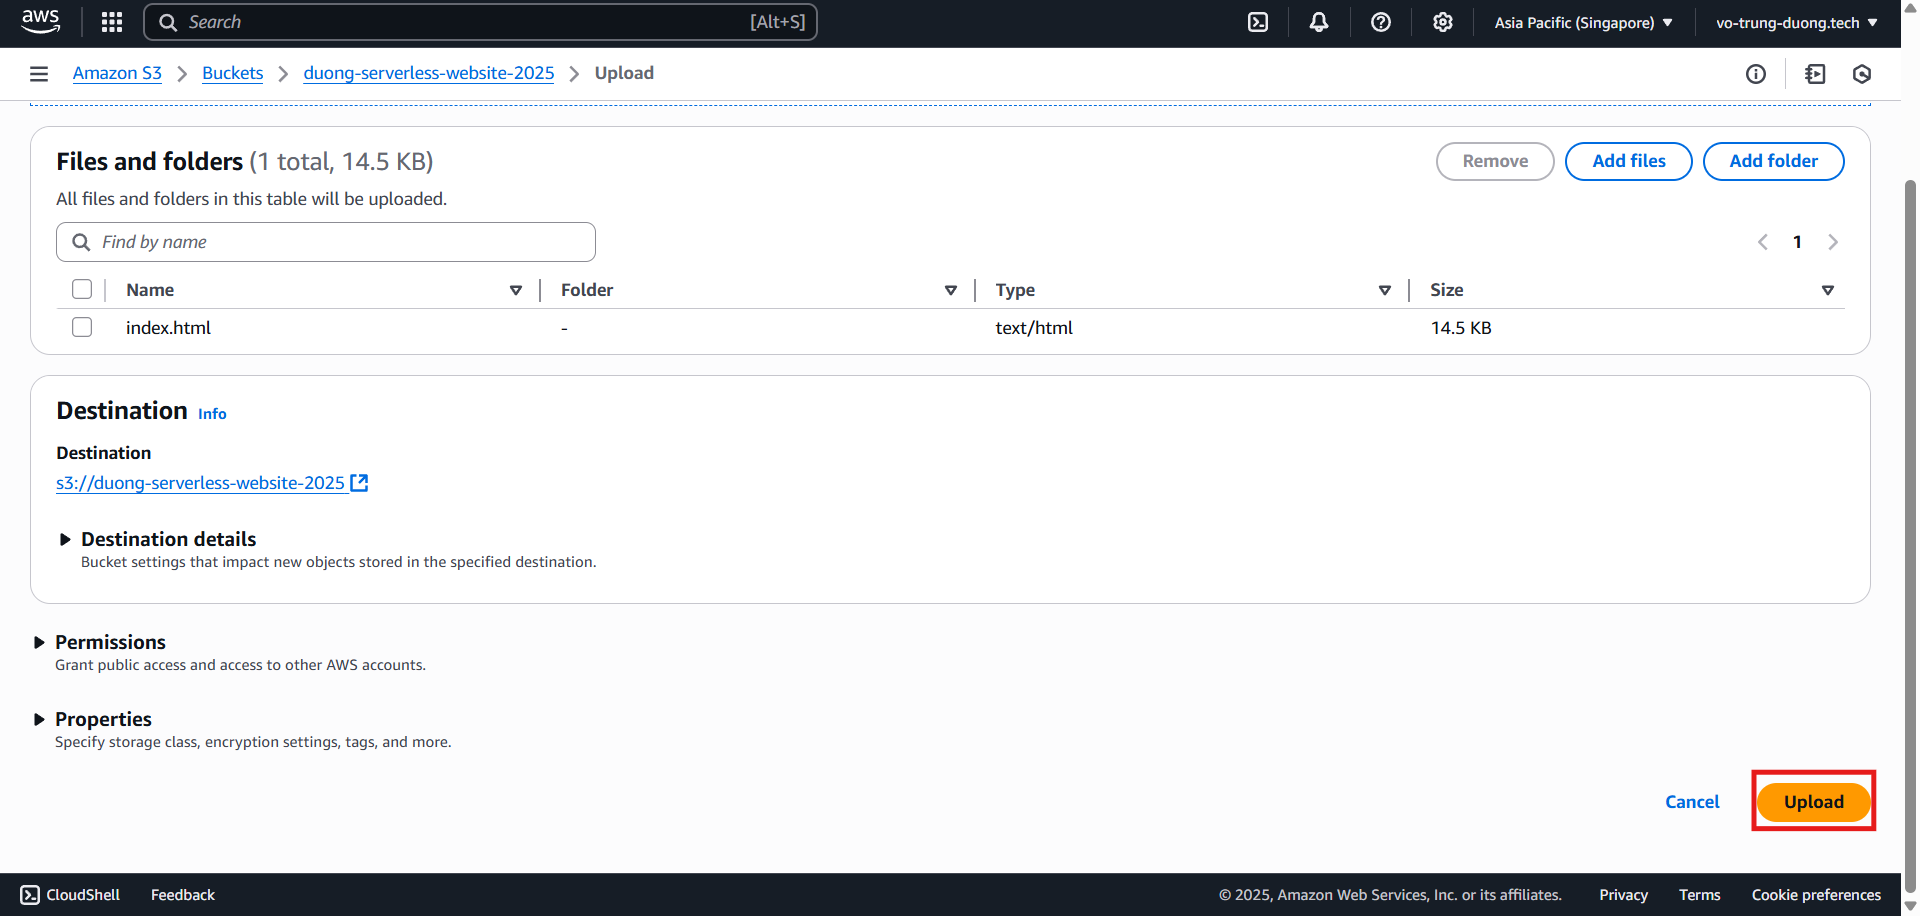 aws
Search [Alt+S]
Asia Pacific (Singapore)
vo-trung-duong.tech
Amazon S3
Buckets
duong-serverless-website-2025
Upload
Files and folders (1 total, 14.5 KB)
Remove
Add files
Add folder
All files and folders in this table will be uploaded.
Find by name
1
Name Folder Type Size
index.html - text/html 14.5 KB
Destination Info
Destination
s3://duong-serverless-website-2025
Destination details
Bucket settings that impact new objects stored in the specified destination.
Permissions
Grant public access and access to other AWS accounts.
Properties
Specify storage class, encryption settings, tags, and more.
Cancel
Upload
CloudShell
Feedback
© 2025, Amazon Web Services, Inc. or its affiliates.
Privacy
Terms
Cookie preferences